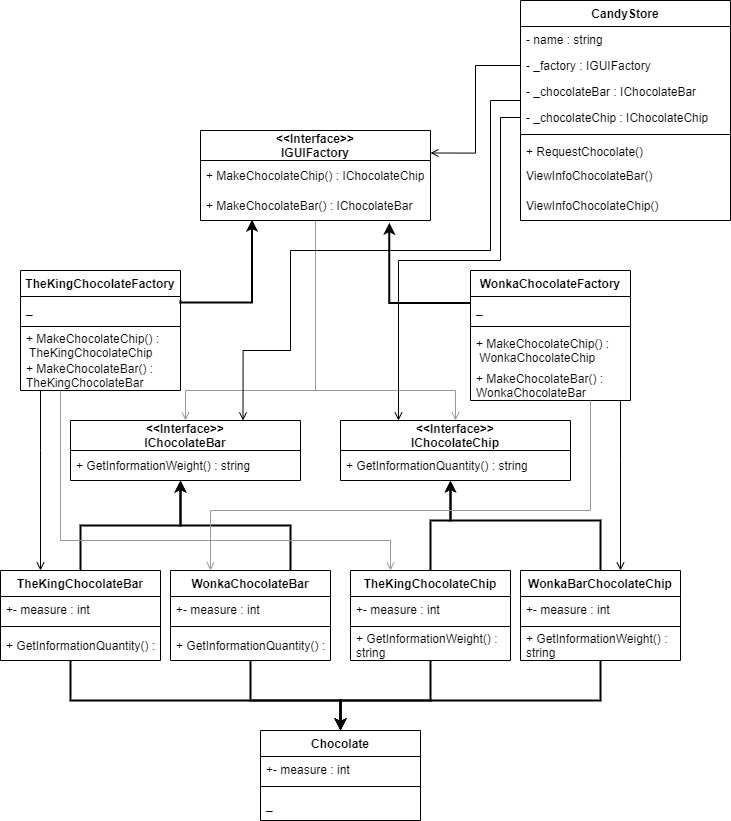 CandyStore
- name : string
- _factory : IGUIFactory
- _chocolateBar : IChocolateBar
- _chocolateChip : IChocolateChip
+ RequestChocolate()
ViewInfoChocolateBar()
ViewInfoChocolateChip()
<<Interface>>
IGUIFactory
+ MakeChocolateChip() : IChocolateChip
+ MakeChocolateBar() : IChocolateBar
TheKingChocolateFactory
_
+ MakeChocolateChip() :
TheKingChocolateChip
+ MakeChocolateBar() :
TheKingChocolateBar
WonkaChocolateFactory
_
+ MakeChocolateChip() :
WonkaChocolateChip
+ MakeChocolateBar() :
WonkaChocolateBar
<<Interface>>
IChocolateBar
+ GetInformationWeight() : string
<<Interface>>
IChocolateChip
+ GetInformationQuantity() : string
TheKingChocolateBar
+- measure : int
+ GetInformationQuantity() :
WonkaChocolateBar
+- measure : int
+ GetInformationQuantity() :
TheKingChocolateChip
+- measure : int
+ GetInformationWeight() :
string
WonkaBarChocolateChip
+- measure : int
+ GetInformationWeight() :
string
Chocolate
+- measure : int
_